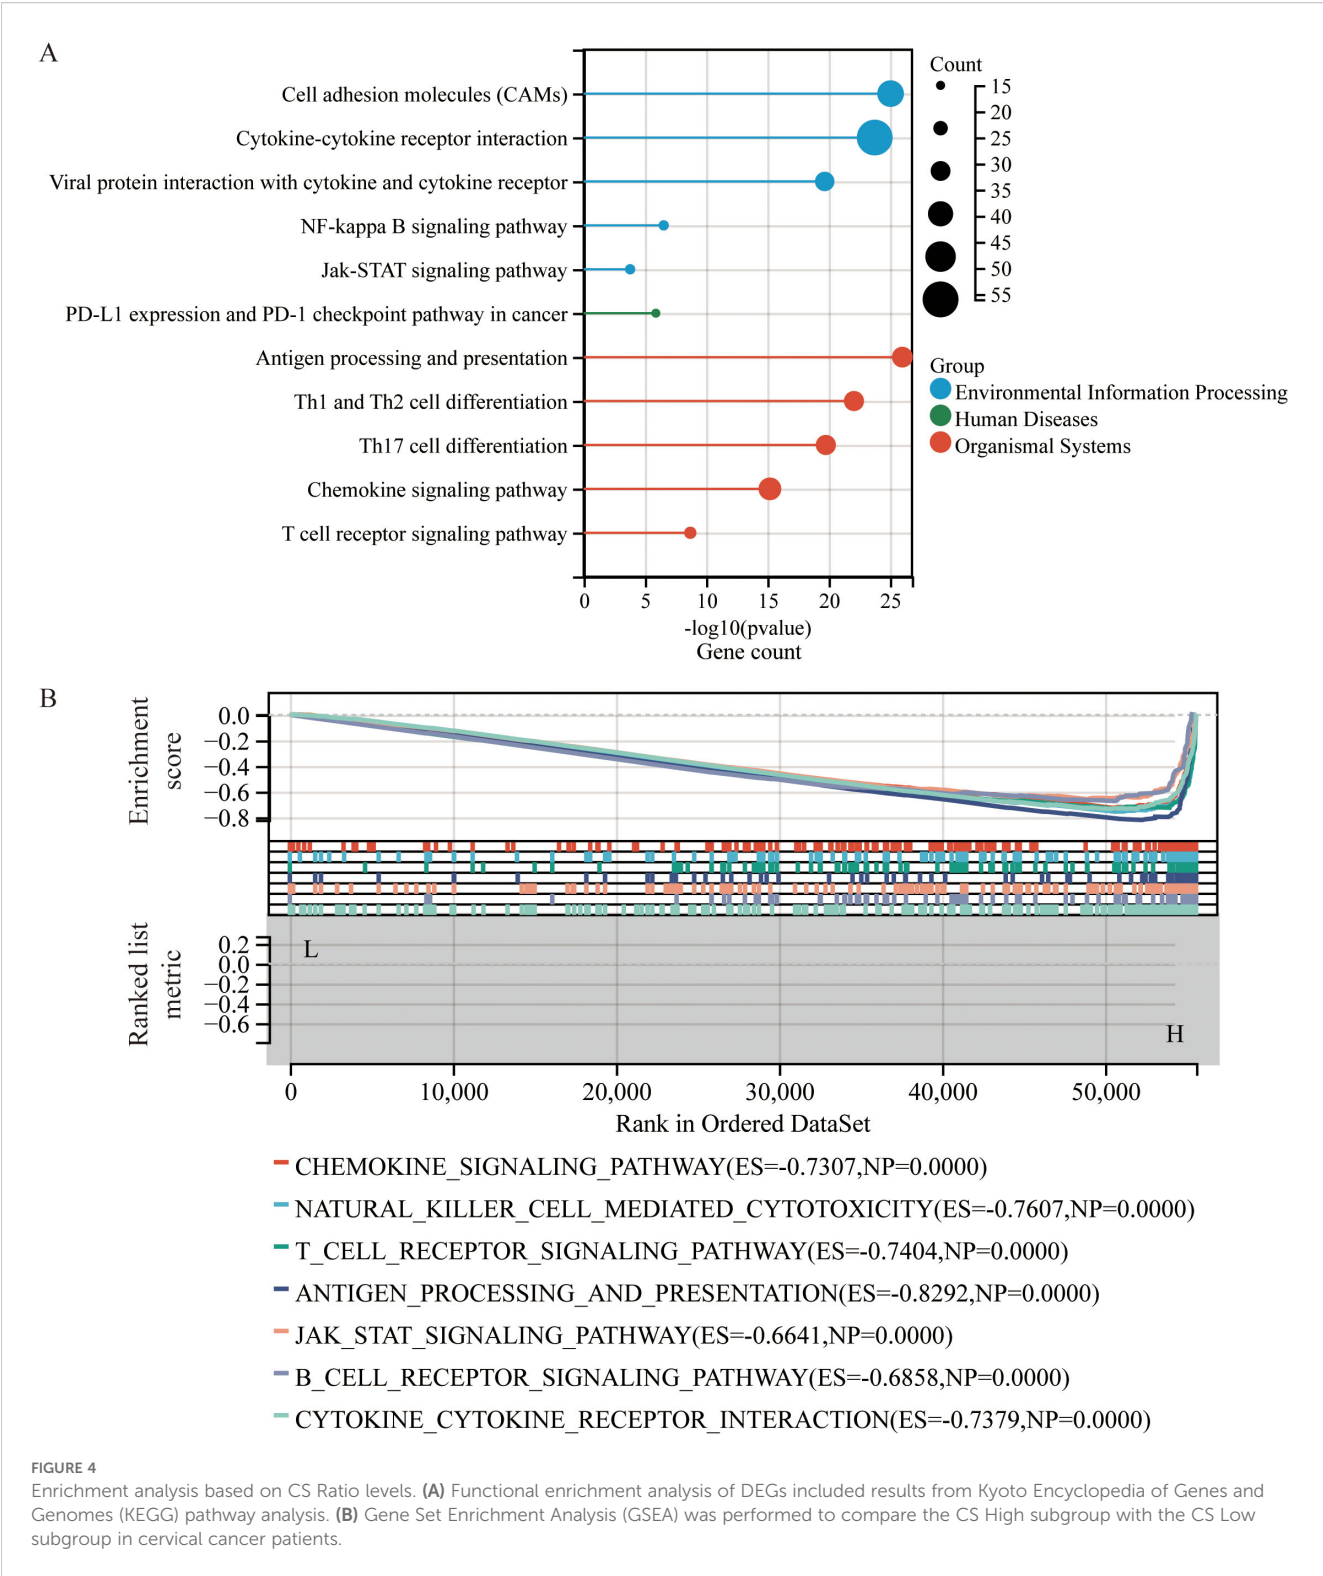 A
Cell adhesion molecules (CAMs)
Cytokine-cytokine receptor interaction
Viral protein interaction with cytokine and cytokine receptor
NF-kappa B signaling pathway
Jak-STAT signaling pathway
PD-L1 expression and PD-1 checkpoint pathway in cancer
Antigen processing and presentation
Th1 and Th2 cell differentiation
Th17 cell differentiation
Chemokine signaling pathway
T cell receptor signaling pathway
0 5 10 15 20 25
-log10(pvalue)
Gene count
Count
15
20
25
30
35
40
45
50
55
Group
Environmental Information Processing
Human Diseases
Organismal Systems
B
Enrichment
score
0.0
−0.2
−0.4
−0.6
−0.8
Ranked list
metric
0.2
0.0
−0.2
−0.4
−0.6
L
H
0 10,000 20,000 30,000 40,000 50,000
Rank in Ordered DataSet
CHEMOKINE_SIGNALING_PATHWAY(ES=-0.7307,NP=0.0000)
NATURAL_KILLER_CELL_MEDIATED_CYTOTOXICITY(ES=-0.7607,NP=0.0000)
T_CELL_RECEPTOR_SIGNALING_PATHWAY(ES=-0.7404,NP=0.0000)
ANTIGEN_PROCESSING_AND_PRESENTATION(ES=-0.8292,NP=0.0000)
JAK_STAT_SIGNALING_PATHWAY(ES=-0.6641,NP=0.0000)
B_CELL_RECEPTOR_SIGNALING_PATHWAY(ES=-0.6858,NP=0.0000)
CYTOKINE_CYTOKINE_RECEPTOR_INTERACTION(ES=-0.7379,NP=0.0000)
FIGURE 4
Enrichment analysis based on CS Ratio levels. (A) Functional enrichment analysis of DEGs included results from Kyoto Encyclopedia of Genes and
Genomes (KEGG) pathway analysis. (B) Gene Set Enrichment Analysis (GSEA) was performed to compare the CS High subgroup with the CS Low
subgroup in cervical cancer patients.